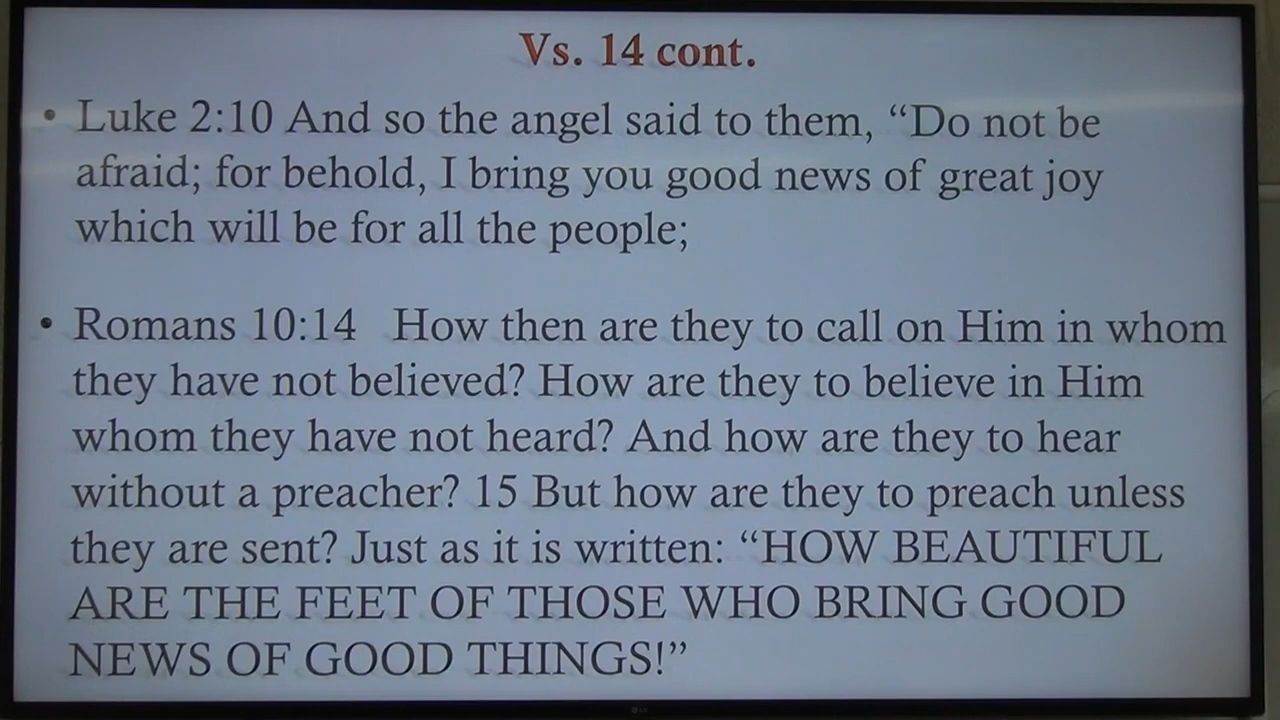 Vs. 14 cont.
• Luke 2:10 And so the angel said to them, “Do not be
afraid; for behold, I bring you good news of great joy
which will be for all the people;
• Romans 10:14 How then are they to call on Him in whom
they have not believed? How are they to believe in Him
whom they have not heard? And how are they to hear
without a preacher? 15 But how are they to preach unless
they are sent? Just as it is written: “HOW BEAUTIFUL
ARE THE FEET OF THOSE WHO BRING GOOD
NEWS OF GOOD THINGS!”
LG